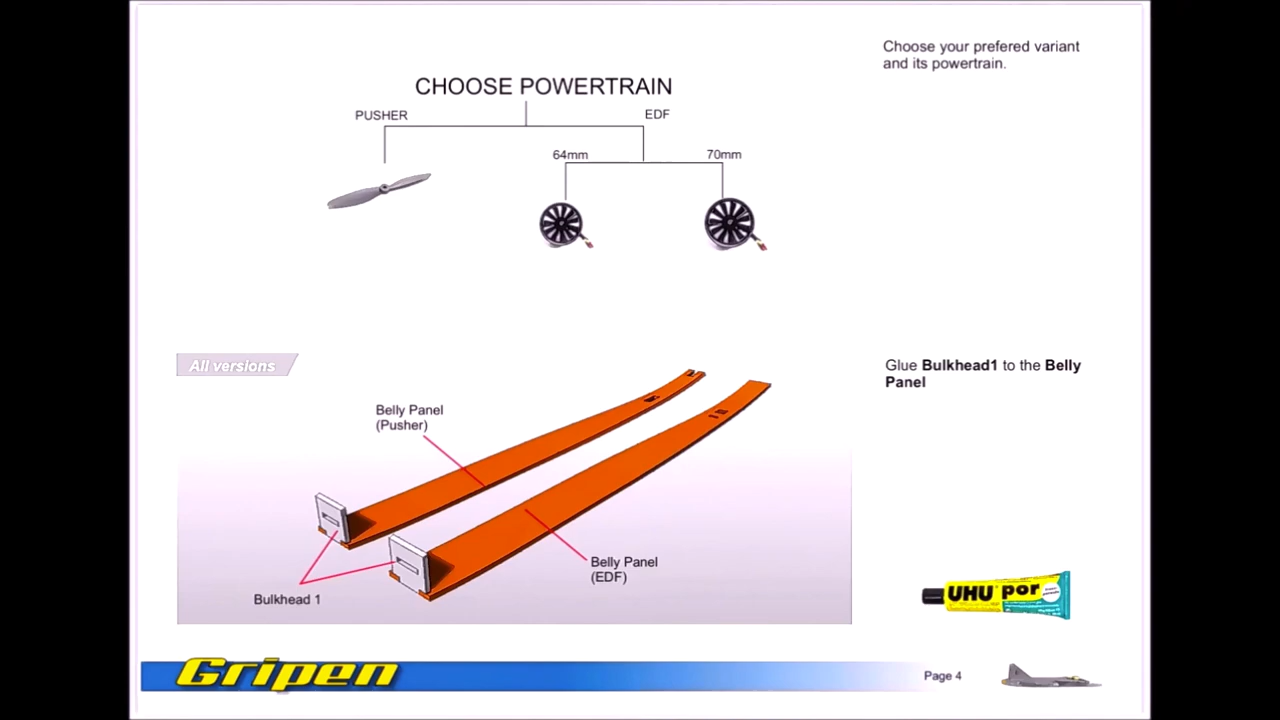 Choose your prefered variant
and its powertrain.
CHOOSE POWERTRAIN
PUSHER
EDF
64mm
70mm
All versions
Glue Bulkhead1 to the Belly
Panel
Belly Panel
(Pusher)
Belly Panel
(EDF)
Bulkhead 1
UHU por
Gripen
Page 4